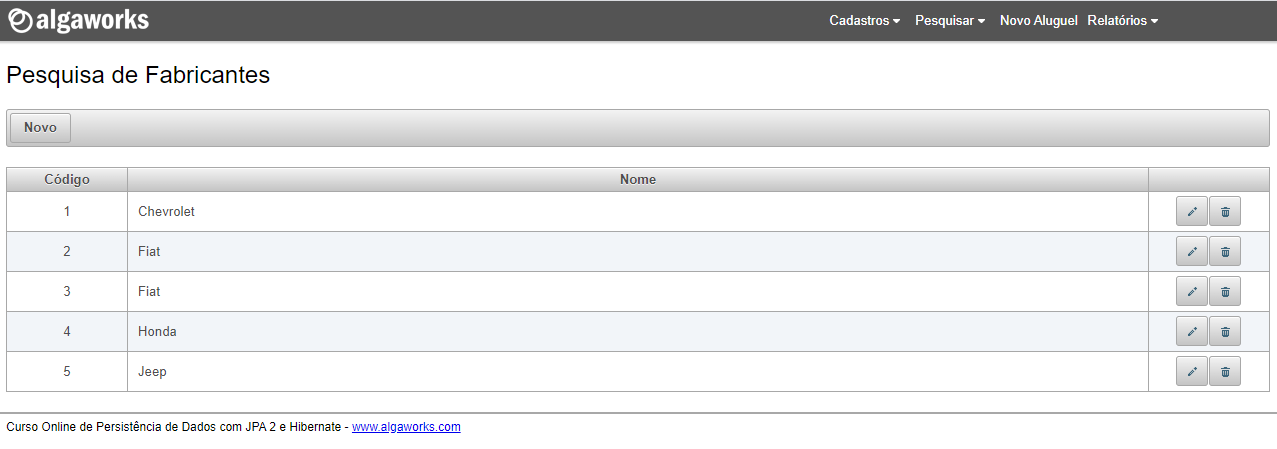 algaworks
Cadastros Pesquisar Novo Aluguel Relatórios
Pesquisa de Fabricantes
Novo
Código Nome
1 Chevrolet
2 Fiat
3 Fiat
4 Honda
5 Jeep
Curso Online de Persistência de Dados com JPA 2 e Hibernate - www.algaworks.com